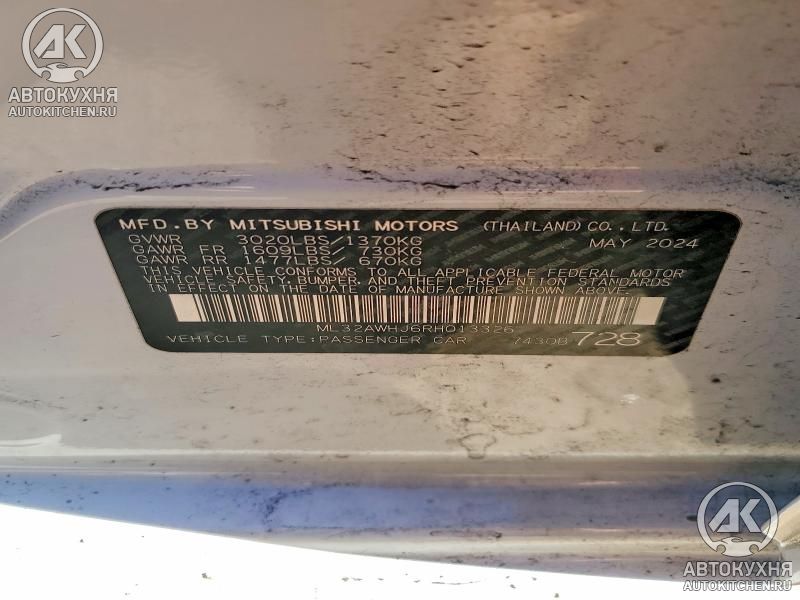 АК
АВТОКУХНЯ
AUTOKITCHEN.RU
MFD.BY MITSUBISHI MOTORS (THAILAND) CO.,LTD.
GVWR 3020LBS/1370KG MAY 2024
GAWR FR 1609LBS/ 730KG
GAWR RR 1477LBS/ 670KG
THIS VEHICLE CONFORMS TO ALL APPLICABLE FEDERAL MOTOR
VEHICLE SAFETY, BUMPER, AND THEFT PREVENTION STANDARDS
IN EFFECT ON THE DATE OF MANUFACTURE SHOWN ABOVE.
ML32AWHJ6RH013326
VEHICLE TYPE:PASSENGER CAR 7430B 728
АК
АВТОКУХНЯ
AUTOKITCHEN.RU